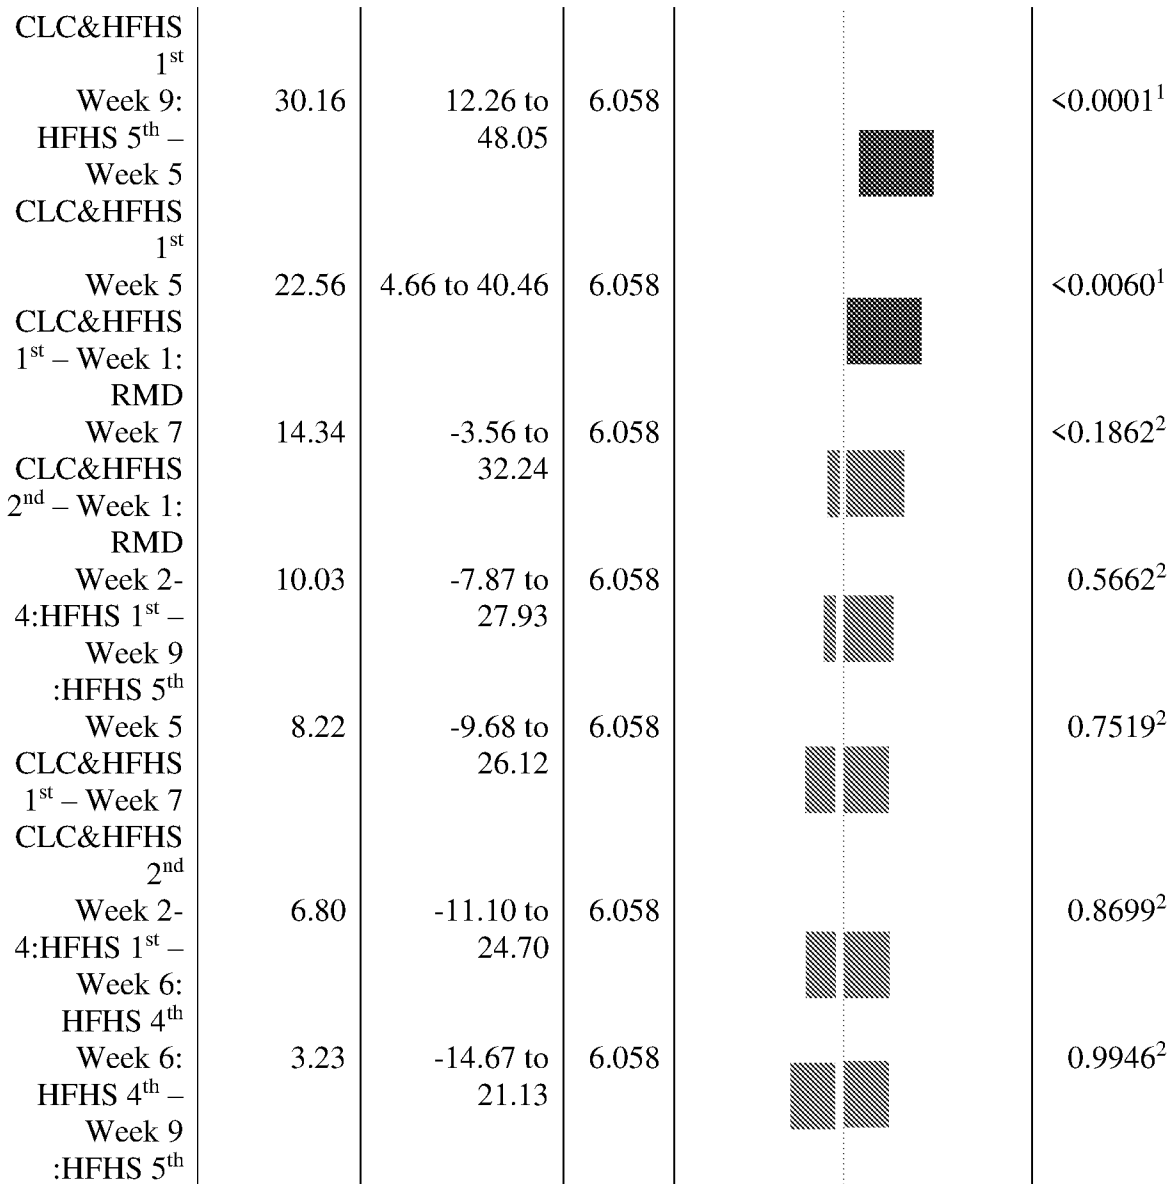 CLC&HFHS
1st
Week 9: 30.16 12.26 to 6.058 <0.0001¹
HFHS 5th – 48.05
Week 5
CLC&HFHS
1st
Week 5 22.56 4.66 to 40.46 6.058 <0.0060¹
CLC&HFHS
1st – Week 1:
RMD
Week 7 14.34 -3.56 to 6.058 <0.1862²
CLC&HFHS 32.24
2nd – Week 1:
RMD
Week 2- 10.03 -7.87 to 6.058 0.5662²
4:HFHS 1st – 27.93
Week 9
:HFHS 5th
Week 5 8.22 -9.68 to 6.058 0.7519²
CLC&HFHS 26.12
1st – Week 7
CLC&HFHS
2nd
Week 2- 6.80 -11.10 to 6.058 0.8699²
4:HFHS 1st – 24.70
Week 6:
HFHS 4th
Week 6: 3.23 -14.67 to 6.058 0.9946²
HFHS 4th – 21.13
Week 9
:HFHS 5th